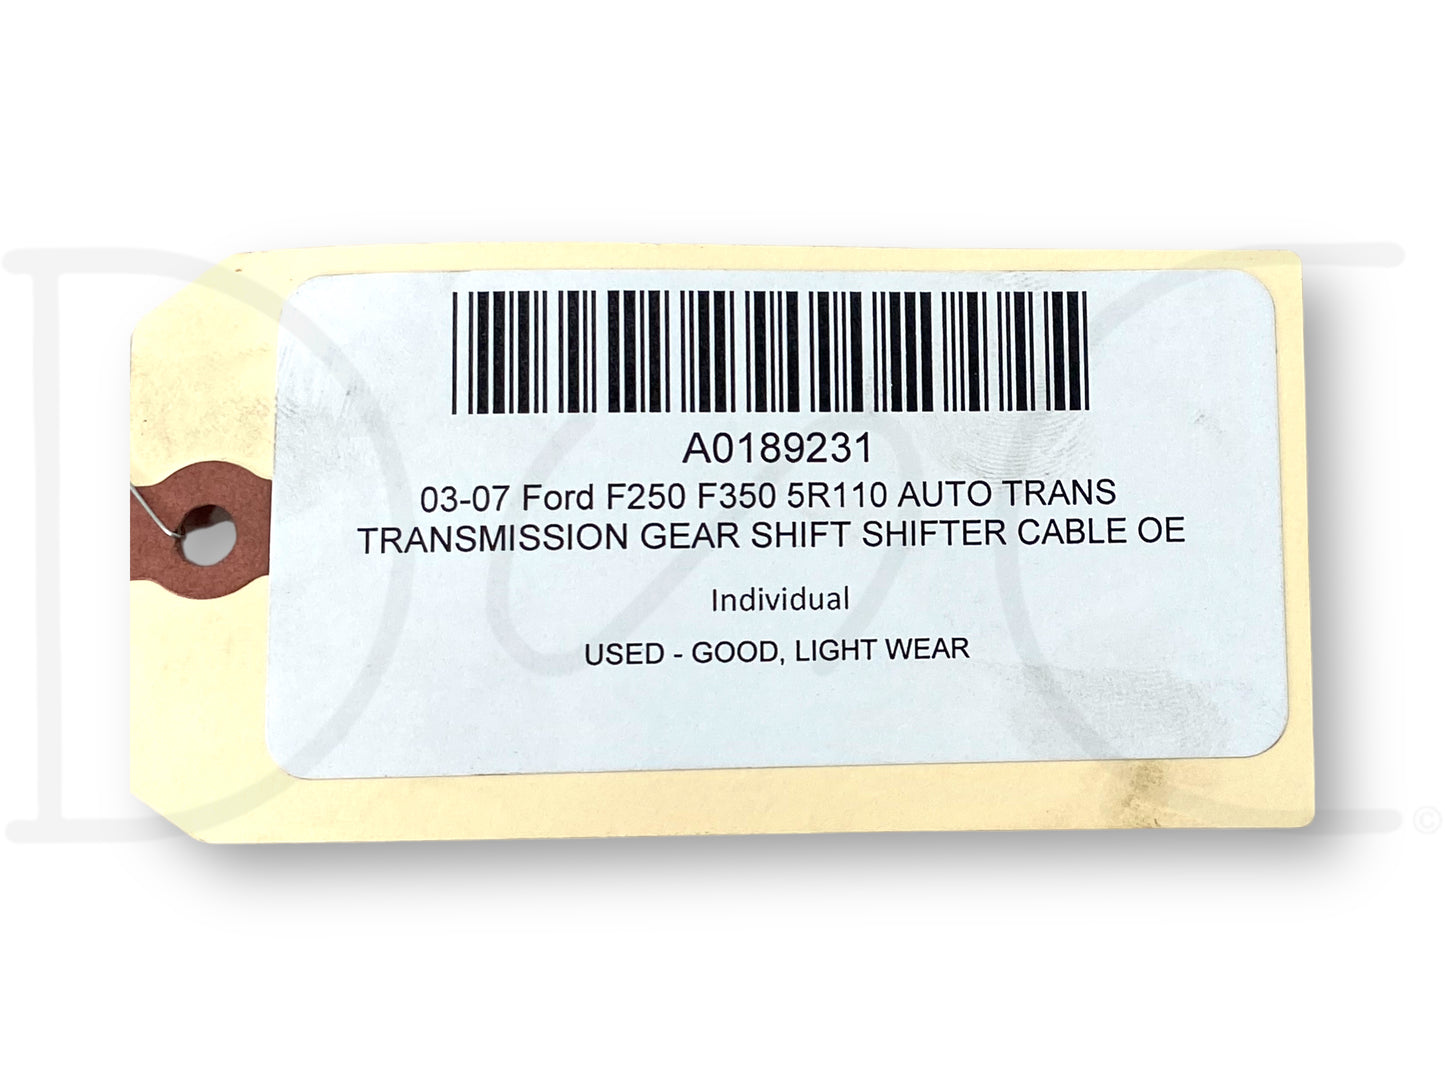 A0189231
03-07 Ford F250 F350 5R110 AUTO TRANS
TRANSMISSION GEAR SHIFT SHIFTER CABLE OE
Individual
USED - GOOD, LIGHT WEAR
©